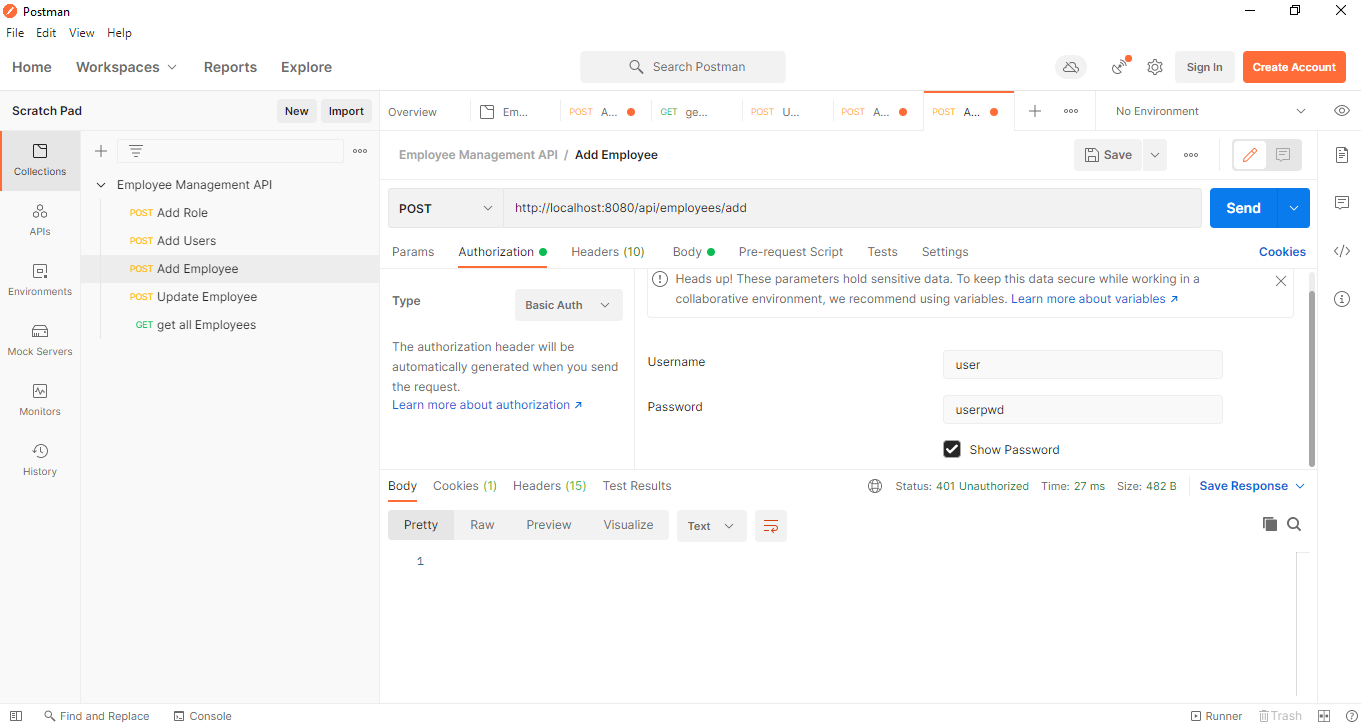 Postman
File Edit View Help
Home Workspaces Reports Explore Search Postman Sign In Create Account
Scratch Pad New Import Overview Em... POST A... GET ge... POST U... POST A... POST A... No Environment
Employee Management API / Add Employee Save
Collections
APIs
Environments
Mock Servers
Monitors
History
Employee Management API
POST Add Role
POST Add Users
POST Add Employee
POST Update Employee
GET get all Employees
POST http://localhost:8080/api/employees/add Send
Params Authorization Headers (10) Body Pre-request Script Tests Settings Cookies
Type Basic Auth
The authorization header will be
automatically generated when you send
the request.
Learn more about authorization
Heads up! These parameters hold sensitive data. To keep this data secure while working in a
collaborative environment, we recommend using variables. Learn more about variables
Username user
Password userpwd
Show Password
Body Cookies (1) Headers (15) Test Results Status: 401 Unauthorized Time: 27 ms Size: 482 B Save Response
Pretty Raw Preview Visualize Text
1
Find and Replace Console Runner Trash